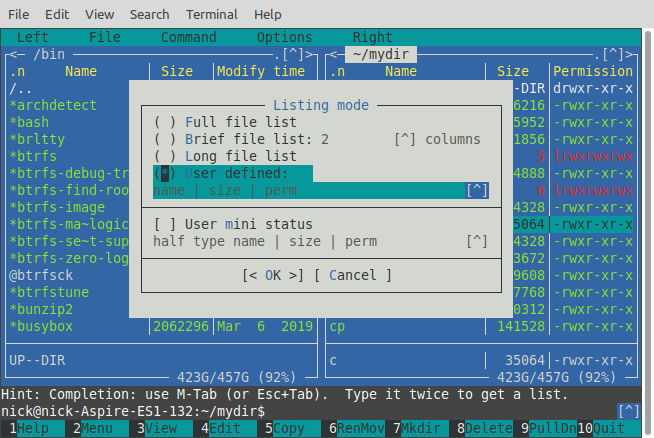 File Edit View Search Terminal Help
Left File Command Options Right
<— /bin .[^]> <— ~/mydir .[^]>
.n Name Size Modify time .n Name Size Permission
/.. -DIR drwxr-xr-x
*archdetect 6216 -rwxr-xr-x
*bash 5952 -rwxr-xr-x
*brltty 1856 -rwxr-xr-x
*btrfs 5 lrwxrwxrwx
*btrfs-debug-tr 4888 -rwxr-xr-x
*btrfs-find-roo 6 lrwxrwxrwx
*btrfs-image 4328 -rwxr-xr-x
*btrfs-ma~logic 5064 -rwxr-xr-x
*btrfs-se~t-sup 4328 -rwxr-xr-x
*btrfs-zero-log 3672 -rwxr-xr-x
@btrfsck 9608 -rwxr-xr-x
*btrfstune 7768 -rwxr-xr-x
*bunzip2 0312 -rwxr-xr-x
*busybox 2062296 Mar 6 2019 cp 141528 -rwxr-xr-x
UP--DIR c 35064 -rwxr-xr-x
423G/457G (92%) 423G/457G (92%)
Listing mode
( ) Full file list
( ) Brief file list: 2 [^] columns
( ) Long file list
(*) User defined:
name | size | perm [^]
[ ] User mini status
half type name | size | perm [^]
[< OK >] [ Cancel ]
Hint: Completion: use M-Tab (or Esc+Tab). Type it twice to get a list.
nick@nick-Aspire-ES1-132:~/mydir$ [^]
1Help 2Menu 3View 4Edit 5Copy 6RenMov 7Mkdir 8Delete 9PullDn 10Quit